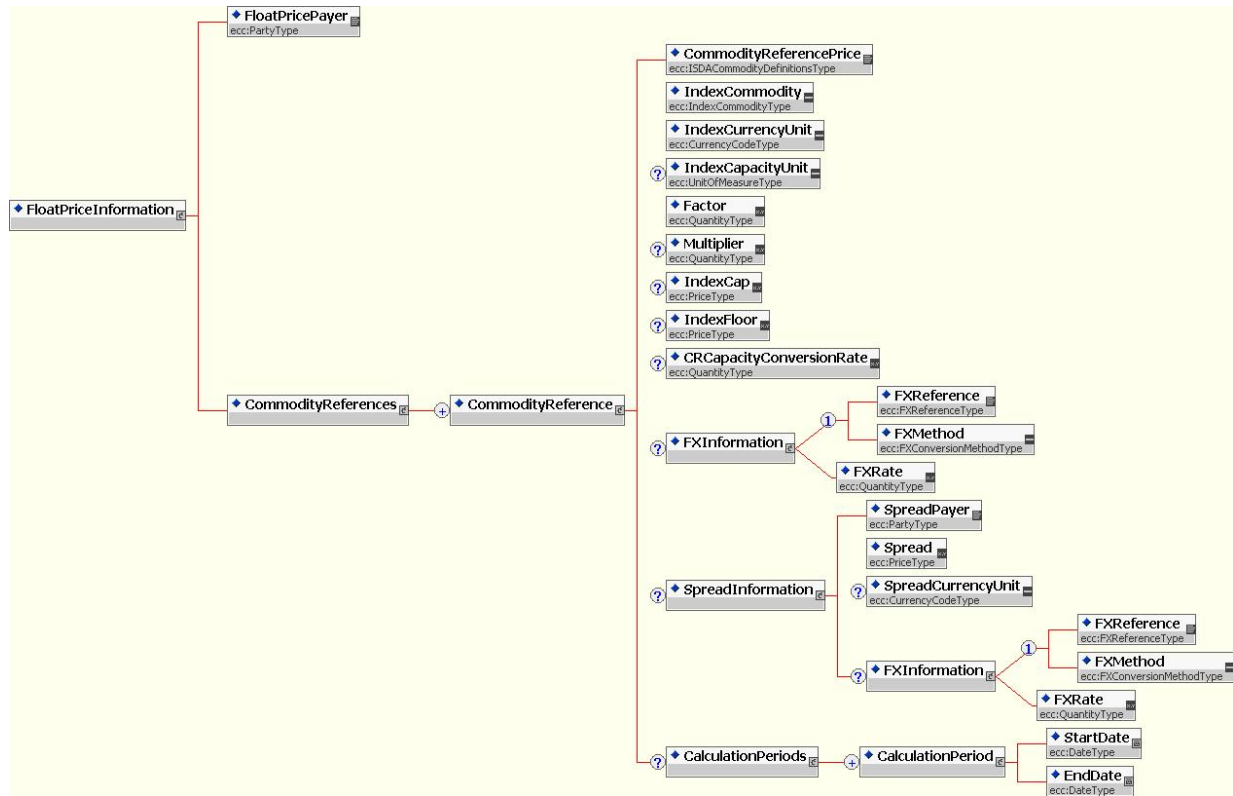 FloatPricePayer
ecc:PartyType
CommodityReferencePrice
ecc:ISDACommodityDefinitionsType
IndexCommodity
ecc:IndexCommodityType
IndexCurrencyUnit
ecc:CurrencyCodeType
?
IndexCapacityUnit
ecc:UnitOfMeasureType
FloatPriceInformation
Factor
ecc:QuantityType
?
Multiplier
ecc:QuantityType
?
IndexCap
ecc:PriceType
?
IndexFloor
ecc:PriceType
?
CRCapacityConversionRate
ecc:QuantityType
CommodityReferences
+
CommodityReference
?
FXInformation
1
FXReference
ecc:FXReferenceType
FXMethod
ecc:FXConversionMethodType
FXRate
ecc:QuantityType
?
SpreadInformation
SpreadPayer
ecc:PartyType
Spread
ecc:PriceType
?
SpreadCurrencyUnit
ecc:CurrencyCodeType
?
FXInformation
1
FXReference
ecc:FXReferenceType
FXMethod
ecc:FXConversionMethodType
FXRate
ecc:QuantityType
?
CalculationPeriods
+
CalculationPeriod
StartDate
ecc:DateType
EndDate
ecc:DateType